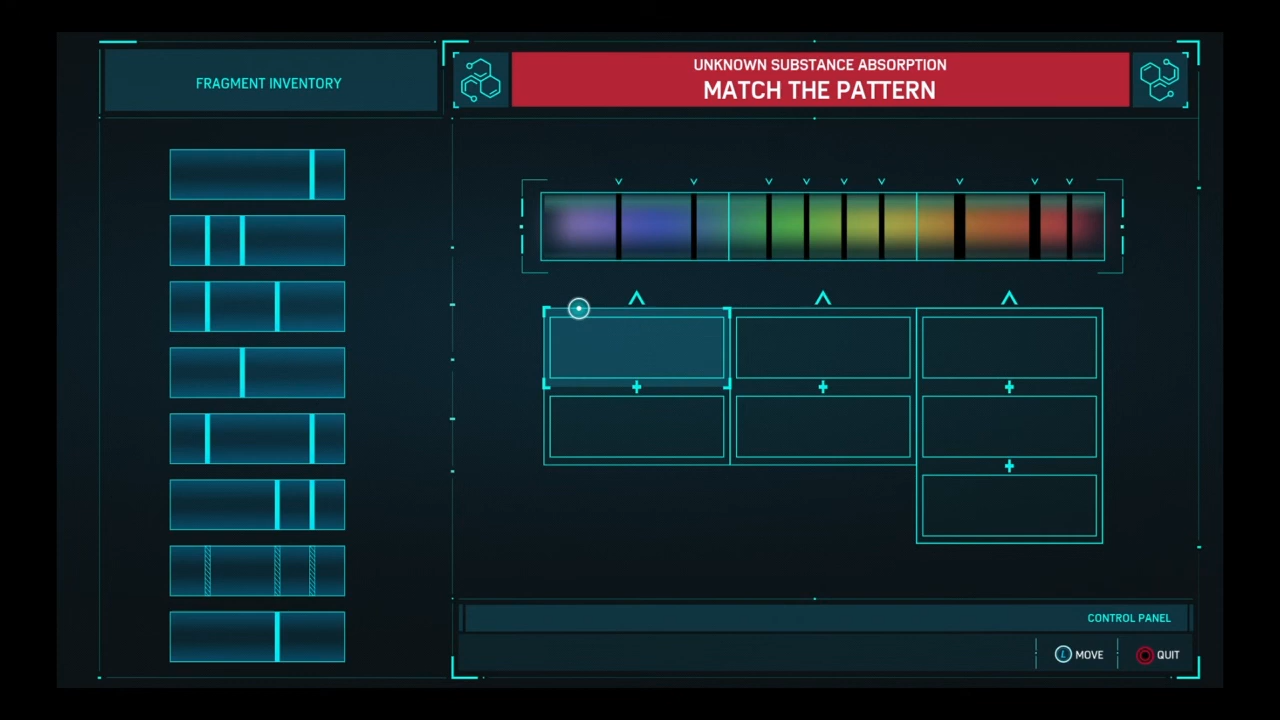 FRAGMENT INVENTORY
UNKNOWN SUBSTANCE ABSORPTION
MATCH THE PATTERN
CONTROL PANEL
L MOVE
QUIT